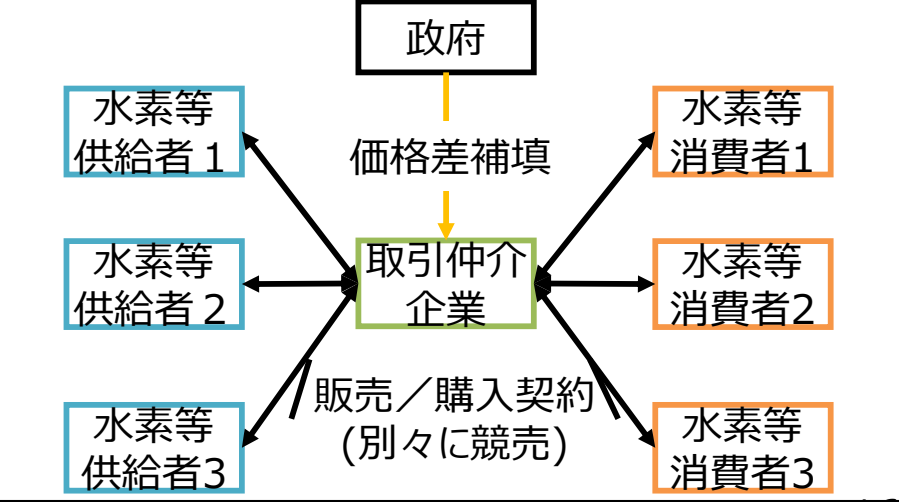 政府
水素等
供給者１
価格差補填
水素等
消費者1
水素等
供給者２
取引仲介
企業
水素等
消費者2
販売／購入契約
(別々に競売)
水素等
供給者3
水素等
消費者3